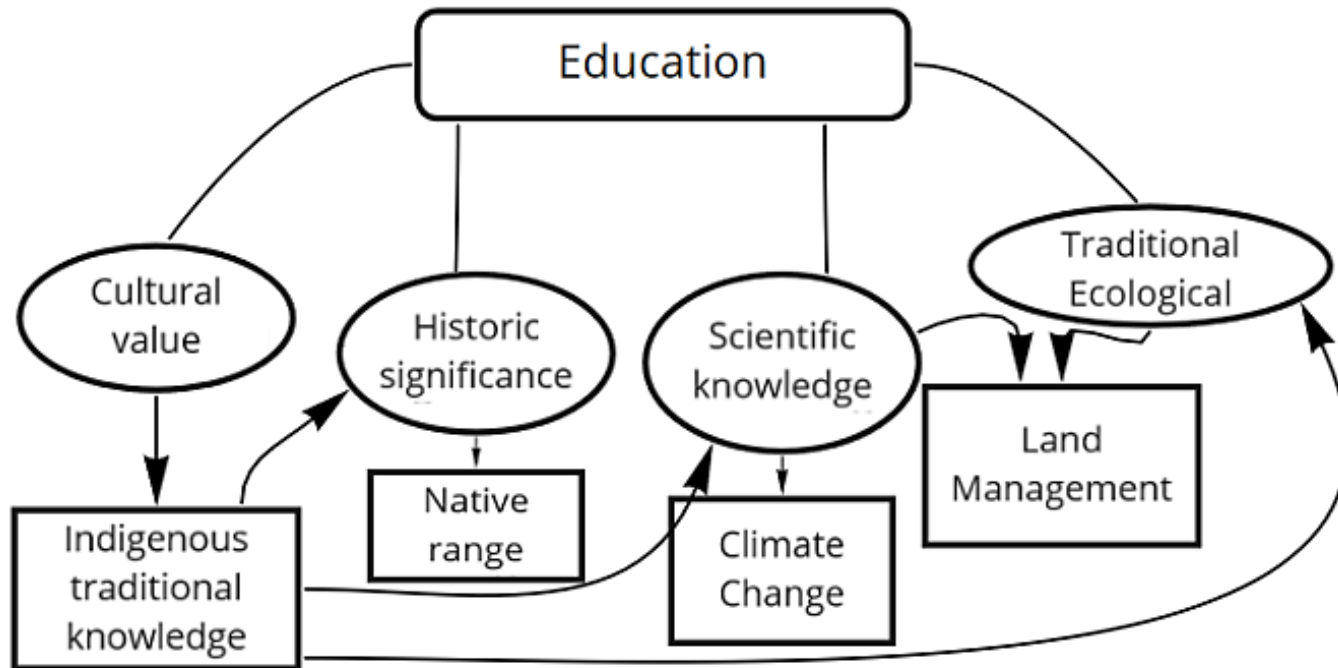 Education
Cultural
value
Historic
significance
Scientific
knowledge
Traditional
Ecological
Indigenous
traditional
knowledge
Native
range
Climate
Change
Land
Management